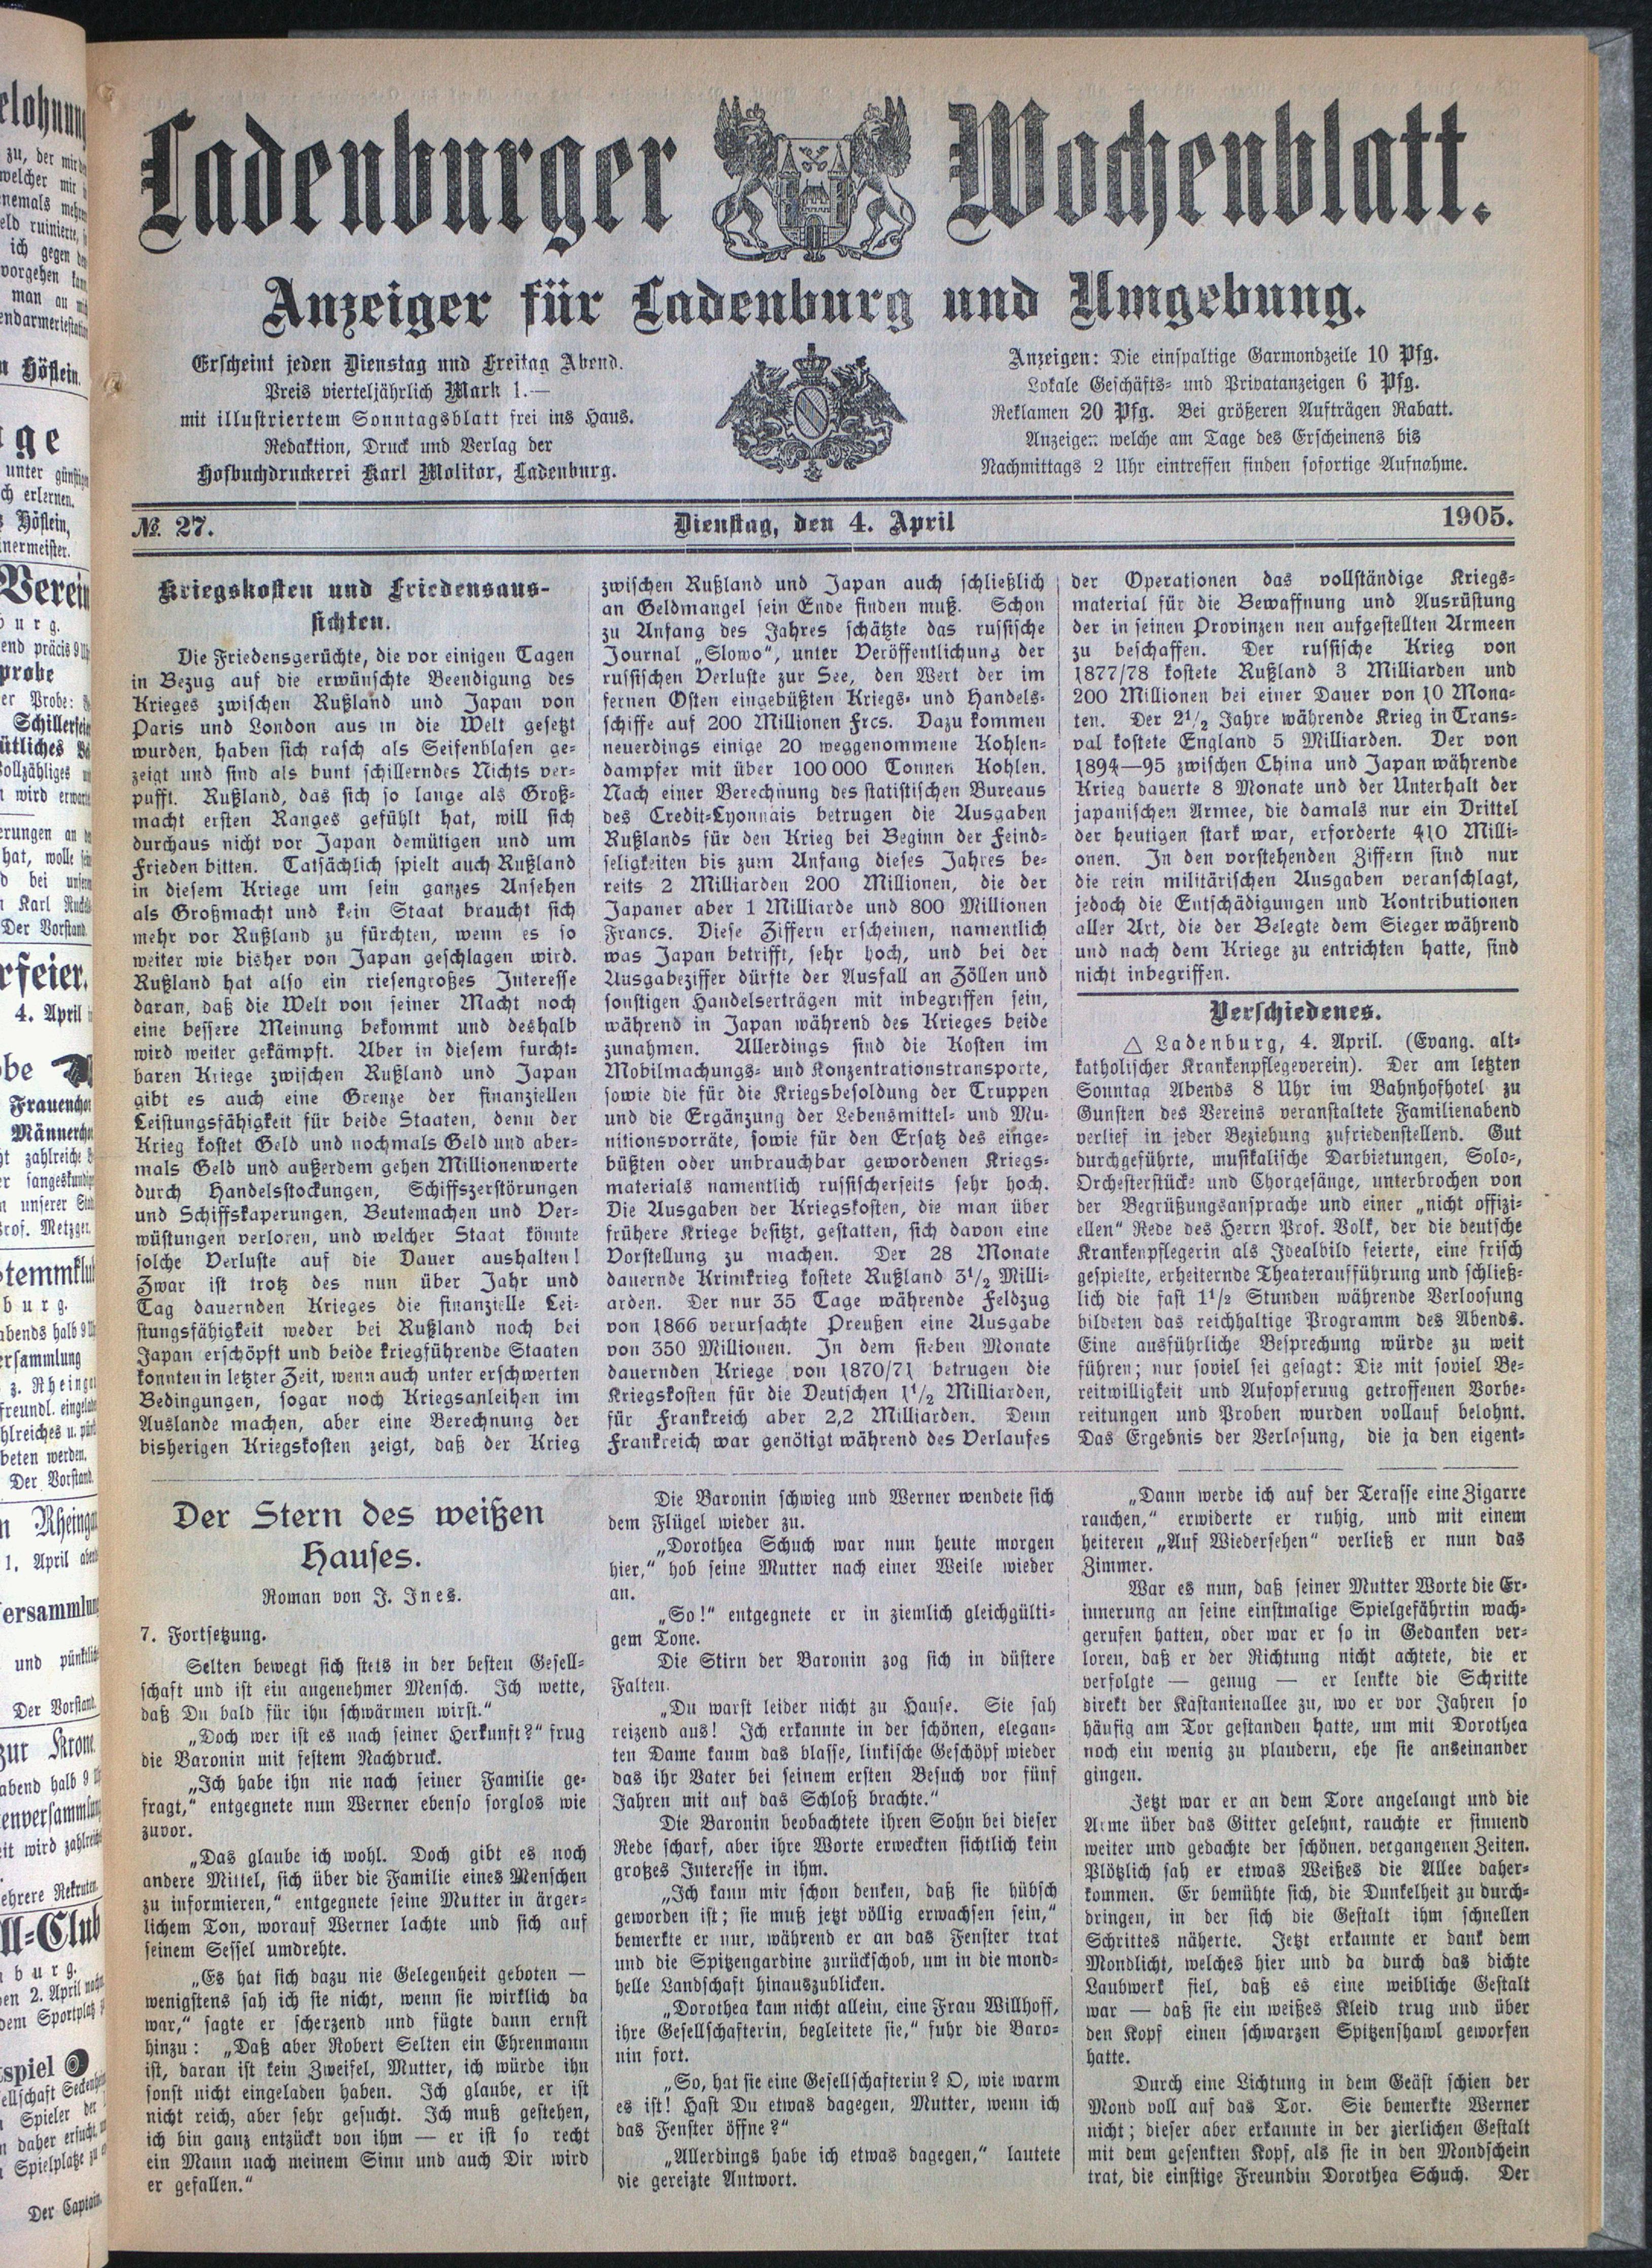 Ladenburger Wochenblatt.
Anzeiger für Ladenburg und Umgebung.
Erscheint jeden Dienstag und Freitag Abend.
Preis vierteljährlich Mark 1.—
mit illustriertem Sonntagsblatt frei ins Haus.
Redaktion, Druck und Verlag der
Hofbuchdruckerei Karl Molitor, Ladenburg.
Anzeigen: Die einspaltige Garmondzeile 10 Pfg.
Lokale Geschäfts- und Privatanzeigen 6 Pfg.
Reklamen 20 Pfg. Bei größeren Aufträgen Rabatt.
Anzeigen welche am Tage des Erscheinens bis
Nachmittags 2 Uhr eintreffen finden sofortige Aufnahme.
№ 27. Dienstag, den 4. April 1905.
Kriegskosten und Friedensaus-
sichten.
Die Friedensgerüchte, die vor einigen Tagen
in Bezug auf die erwünschte Beendigung des
Krieges zwischen Rußland und Japan von
Paris und London aus in die Welt gesetzt
wurden, haben sich rasch als Seifenblasen ge-
zeigt und sind als bunt schillerndes Nichts ver-
pufft. Rußland, das sich so lange als Groß-
macht ersten Ranges gefühlt hat, will sich
durchaus nicht vor Japan demütigen und um
Frieden bitten. Tatsächlich spielt auch Rußland
in diesem Kriege um sein ganzes Ansehen
als Großmacht und kein Staat braucht sich
mehr vor Rußland zu fürchten, wenn es so
weiter wie bisher von Japan geschlagen wird.
Rußland hat also ein riesengroßes Interesse
daran, daß die Welt von seiner Macht noch
eine bessere Meinung bekommt und deshalb
wird weiter gekämpft. Aber in diesem furcht-
baren Kriege zwischen Rußland und Japan
gibt es auch eine Grenze der finanziellen
Leistungsfähigkeit für beide Staaten, denn der
Krieg kostet Geld und nochmals Geld und aber-
mals Geld und außerdem gehen Millionenwerte
durch Handelsstockungen, Schiffszerstörungen
und Schiffskaperungen, Beutemachen und Ver-
wüstungen verloren, und welcher Staat könnte
solche Verluste auf die Dauer aushalten!
Zwar ist trotz des nun über Jahr und
Tag dauernden Krieges die finanzielle Lei-
stungsfähigkeit weder bei Rußland noch bei
Japan erschöpft und beide kriegführende Staaten
konnten in letzter Zeit, wenn auch unter erschwerten
Bedingungen, sogar noch Kriegsanleihen im
Auslande machen, aber eine Berechnung der
bisherigen Kriegskosten zeigt, daß der Krieg
zwischen Rußland und Japan auch schließlich
an Geldmangel sein Ende finden muß. Schon
zu Anfang des Jahres schätzte das russische
Journal „Slowo“, unter Veröffentlichung der
russischen Verluste zur See, den Wert der im
fernen Osten eingebüßten Kriegs- und Handels-
schiffe auf 200 Millionen Frcs. Dazu kommen
neuerdings einige 20 weggenommene Kohlen-
dampfer mit über 100 000 Tonnen Kohlen.
Nach einer Berechnung des statistischen Bureaus
des Credit-Lyonnais betrugen die Ausgaben
Rußlands für den Krieg bei Beginn der Feind-
seligkeiten bis zum Anfang dieses Jahres be-
reits 2 Milliarden 200 Millionen, die der
Japaner aber 1 Milliarde und 800 Millionen
Francs. Diese Ziffern erscheinen, namentlich
was Japan betrifft, sehr hoch, und bei der
Ausgabeziffer dürfte der Ausfall an Zöllen und
sonstigen Handelserträgen mit inbegriffen sein,
während in Japan während des Krieges beide
zunahmen. Allerdings sind die Kosten im
Mobilmachungs- und Konzentrationstransporte,
sowie die für die Kriegsbesoldung der Truppen
und die Ergänzung der Lebensmittel- und Mu-
nitionsvorräte, sowie für den Ersatz des einge-
büßten oder unbrauchbar gewordenen Kriegs-
materials namentlich russischerseits sehr hoch.
Die Ausgaben der Kriegskosten, die man über
frühere Kriege besitzt, gestatten, sich davon eine
Vorstellung zu machen. Der 28 Monate
dauernde Krimkrieg kostete Rußland 3½ Milli-
arden. Der nur 35 Tage währende Feldzug
von 1866 verursachte Preußen eine Ausgabe
von 350 Millionen. In dem sieben Monate
dauernden Kriege von 1870/71 betrugen die
Kriegskosten für die Deutschen 1½ Milliarden,
für Frankreich aber 2,2 Milliarden. Denn
Frankreich war genötigt während des Verlaufes
der Operationen das vollständige Kriegs-
material für die Bewaffnung und Ausrüstung
der in seinen Provinzen neu aufgestellten Armeen
zu beschaffen. Der russische Krieg von
1877/78 kostete Rußland 3 Milliarden und
200 Millionen bei einer Dauer von 10 Mona-
ten. Der 2½ Jahre währende Krieg in Trans-
val kostete England 5 Milliarden. Der von
1894—95 zwischen China und Japan währende
Krieg dauerte 8 Monate und der Unterhalt der
japanischen Armee, die damals nur ein Drittel
der heutigen stark war, erforderte 410 Milli-
onen. In den vorstehenden Ziffern sind nur
die rein militärischen Ausgaben veranschlagt,
jedoch die Entschädigungen und Kontributionen
aller Art, die der Belegte dem Sieger während
und nach dem Kriege zu entrichten hatte, sind
nicht inbegriffen.
Verschiedenes.
△ Ladenburg, 4. April. (Evang. alt-
katholischer Krankenpflegeverein). Der am letzten
Sonntag Abends 8 Uhr im Bahnhofhotel zu
Gunsten des Vereins veranstaltete Familienabend
verlief in jeder Beziehung zufriedenstellend. Gut
durchgeführte, musikalische Darbietungen, Solo-,
Orchesterstücke und Chorgesänge, unterbrochen von
der Begrüßungsansprache und einer „nicht offizi-
ellen“ Rede des Herrn Prof. Volk, der die deutsche
Krankenpflegerin als Idealbild feierte, eine frisch
gespielte, erheiternde Theateraufführung und schließ-
lich die fast 1½ Stunden währende Verloosung
bildeten das reichhaltige Programm des Abends.
Eine ausführliche Besprechung würde zu weit
führen; nur soviel sei gesagt: Die mit soviel Be-
reitwilligkeit und Aufopferung getroffenen Vorbe-
reitungen und Proben wurden vollauf belohnt.
Das Ergebnis der Verlosung, die ja den eigent-
Der Stern des weißen
Hauses.
Roman von J. Ines.
7. Fortsetzung.
Selten bewegt sich stets in der besten Gesell-
schaft und ist ein angenehmer Mensch. Ich wette,
daß Du bald für ihn schwärmen wirst.“
„Doch wer ist es nach seiner Herkunft?“ frug
die Baronin mit festem Nachdruck.
„Ich habe ihn nie nach seiner Familie ge-
fragt,“ entgegnete nun Werner ebenso sorglos wie
zuvor.
„Das glaube ich wohl. Doch gibt es noch
andere Mittel, sich über die Familie eines Menschen
zu informieren,“ entgegnete seine Mutter in ärger-
lichem Ton, worauf Werner lachte und sich auf
seinem Sessel umdrehte.
„Es hat sich dazu nie Gelegenheit geboten —
wenigstens sah ich sie nicht, wenn sie wirklich da
war,“ sagte er scherzend und fügte dann ernst
hinzu: „Daß aber Robert Selten ein Ehrenmann
ist, daran ist kein Zweifel, Mutter, ich würde ihn
sonst nicht eingeladen haben. Ich glaube, er ist
nicht reich, aber sehr gesucht. Ich muß gestehen,
ich bin ganz entzückt von ihm — er ist so recht
ein Mann nach meinem Sinn und auch Dir wird
er gefallen.“
Die Baronin schwieg und Werner wendete sich
dem Flügel wieder zu.
„Dorothea Schuch war nun heute morgen
hier,“ hob seine Mutter nach einer Weile wieder
an.
„So!“ entgegnete er in ziemlich gleichgülti-
gem Tone.
Die Stirn der Baronin zog sich in düstere
Falten.
„Du warst leider nicht zu Hause. Sie sah
reizend aus! Ich erkannte in der schönen, elegan-
ten Dame kaum das blasse, linkische Geschöpf wieder
das ihr Vater bei seinem ersten Besuch vor fünf
Jahren mit auf das Schloß brachte.“
Die Baronin beobachtete ihren Sohn bei dieser
Rede scharf, aber ihre Worte erweckten sichtlich kein
großes Interesse in ihm.
„Ich kann mir schon denken, daß sie hübsch
geworden ist; sie muß jetzt völlig erwachsen sein,“
bemerkte er nur, während er an das Fenster trat
und die Spitzengardine zurückschob, um in die mond-
helle Landschaft hinauszublicken.
„Dorothea kam nicht allein, eine Frau Willhoff,
ihre Gesellschafterin, begleitete sie,“ fuhr die Baro-
nin fort.
„So, hat sie eine Gesellschafterin? O, wie warm
es ist! Hast Du etwas dagegen, Mutter, wenn ich
das Fenster öffne?“
„Allerdings habe ich etwas dagegen,“ lautete
die gereizte Antwort.
„Dann werde ich auf der Terasse eine Zigarre
rauchen,“ erwiderte er ruhig, und mit einem
heiteren „Auf Wiedersehen“ verließ er nun das
Zimmer.
War es nun, daß seiner Mutter Worte die Er-
innerung an seine einstmalige Spielgefährtin wach-
gerufen hatten, oder war er so in Gedanken ver-
loren, daß er der Richtung nicht achtete, die er
verfolgte — genug — er lenkte die Schritte
direkt der Kastanienallee zu, wo er vor Jahren so
häufig am Tor gestanden hatte, um mit Dorothea
noch ein wenig zu plaudern, ehe sie auseinander
gingen.
Jetzt war er an dem Tore angelangt und die
Arme über das Gitter gelehnt, rauchte er sinnend
weiter und gedachte der schönen, vergangenen Zeiten.
Plötzlich sah er etwas Weißes die Allee daher-
kommen. Er bemühte sich, die Dunkelheit zu durch-
dringen, in der sich die Gestalt ihm schnellen
Schrittes näherte. Jetzt erkannte er dank dem
Mondlicht, welches hier und da durch das dichte
Laubwerk fiel, daß es eine weibliche Gestalt
war — daß sie ein weißes Kleid trug und über
den Kopf einen schwarzen Spitzenshawl geworfen
hatte.
Durch eine Lichtung in dem Geäst schien der
Mond voll auf das Tor. Sie bemerkte Werner
nicht; dieser aber erkannte in der zierlichen Gestalt
mit dem gesenkten Kopf, als sie in den Mondschein
trat, die einstige Freundin Dorothea Schuch. Der